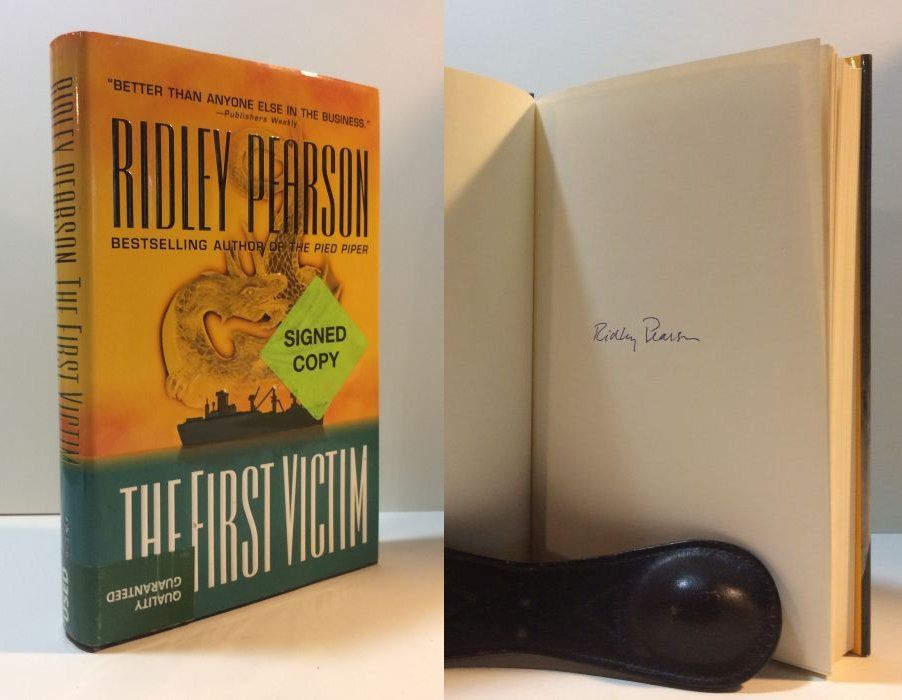 "BETTER THAN ANYONE ELSE IN THE BUSINESS."
—Publishers Weekly
RIDLEY PEARSON
BESTSELLING AUTHOR OF THE PIED PIPER
SIGNED
COPY
THE FIRST VICTIM
QUALITY
GUARANTEED
RIDLEY PEARSON THE FIRST VICTIM
USED
Ridley Pearson